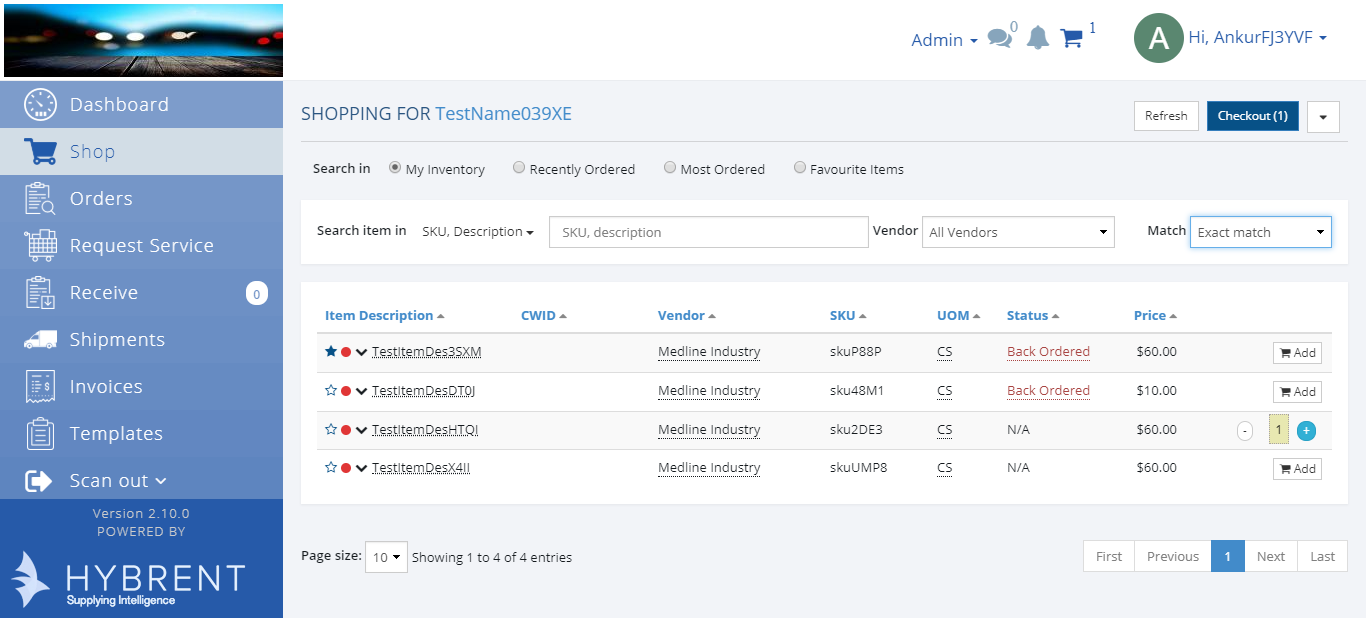 Admin 0 1 A Hi, AnkurFJ3YVF
Dashboard
Shop
Orders
Request Service
Receive 0
Shipments
Invoices
Templates
Scan out
Version 2.10.0
POWERED BY
HYBRENT
Supplying Intelligence
SHOPPING FOR TestName039XE Refresh Checkout (1)
Search in My Inventory Recently Ordered Most Ordered Favourite Items
Search item in SKU, Description SKU, description Vendor All Vendors Match Exact match
Item Description CWID Vendor SKU UOM Status Price
TestItemDes3SXM Medline Industry skuP88P CS Back Ordered $60.00 Add
TestItemDesDT0J Medline Industry sku48M1 CS Back Ordered $10.00 Add
TestItemDesHTQI Medline Industry sku2DE3 CS N/A $60.00 - 1 +
TestItemDesX4II Medline Industry skuUMP8 CS N/A $60.00 Add
Page size: 10 Showing 1 to 4 of 4 entries First Previous 1 Next Last